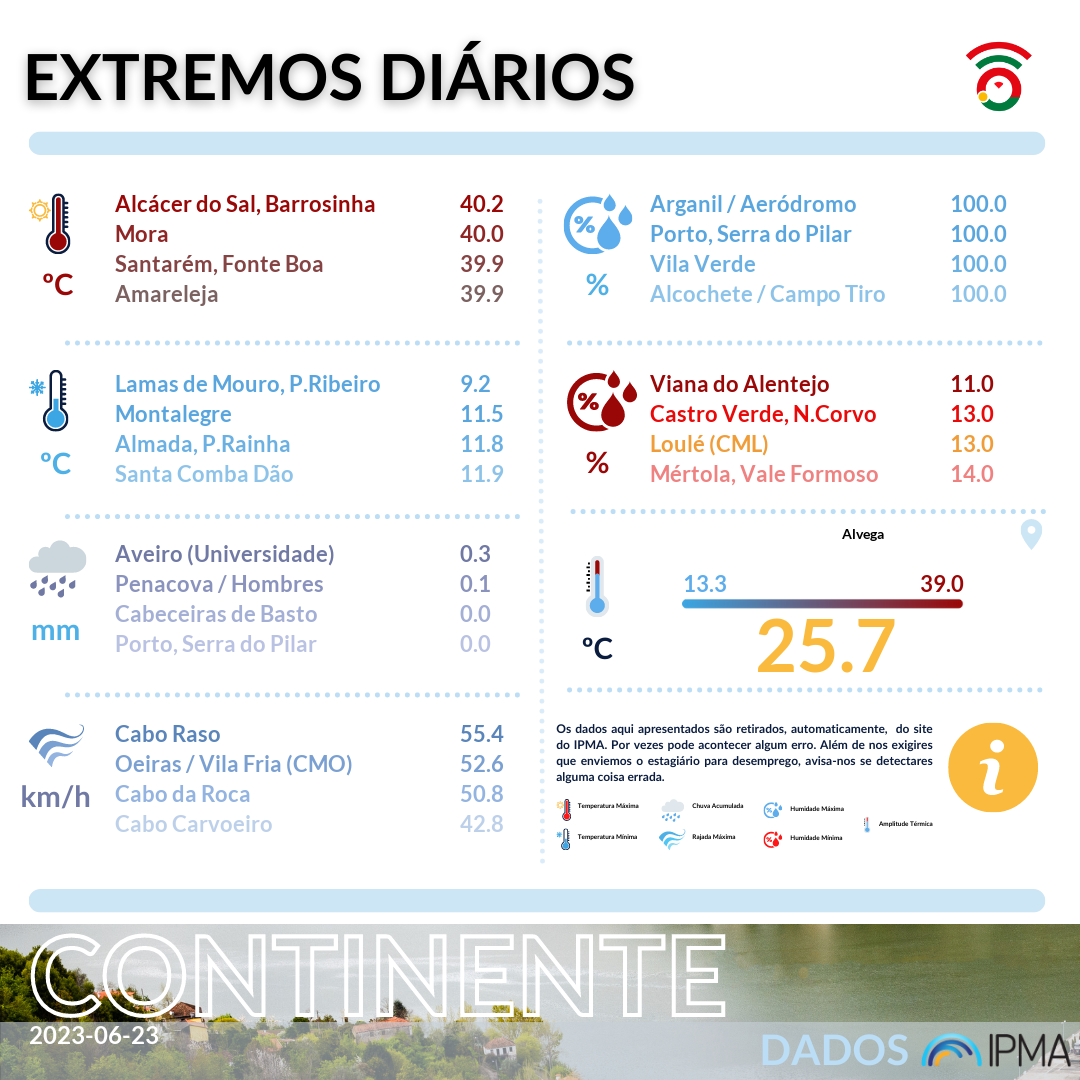 EXTREMOS DIÁRIOS
Alcácer do Sal, Barrosinha 40.2
Mora 40.0
Santarém, Fonte Boa 39.9
Amareleja 39.9
ºC
Lamas de Mouro, P.Ribeiro 9.2
Montalegre 11.5
Almada, P.Rainha 11.8
Santa Comba Dão 11.9
ºC
Aveiro (Universidade) 0.3
Penacova / Hombres 0.1
Cabeceiras de Basto 0.0
Porto, Serra do Pilar 0.0
mm
Cabo Raso 55.4
Oeiras / Vila Fria (CMO) 52.6
Cabo da Roca 50.8
Cabo Carvoeiro 42.8
km/h
%
Arganil / Aeródromo 100.0
Porto, Serra do Pilar 100.0
Vila Verde 100.0
Alcochete / Campo Tiro 100.0
%
%
Viana do Alentejo 11.0
Castro Verde, N.Corvo 13.0
Loulé (CML) 13.0
Mértola, Vale Formoso 14.0
%
Alvega
13.3 39.0
25.7
ºC
Os dados aqui apresentados são retirados, automaticamente, do site
do IPMA. Por vezes pode acontecer algum erro. Além de nos exigires
que enviemos o estagiário para desemprego, avisa-nos se detectares
alguma coisa errada.
i
Temperatura Máxima Chuva Acumulada Humidade Máxima
Amplitude Térmica
Temperatura Mínima Rajada Máxima Humidade Mínima
CONTINENTE
2023-06-23
DADOS IPMA